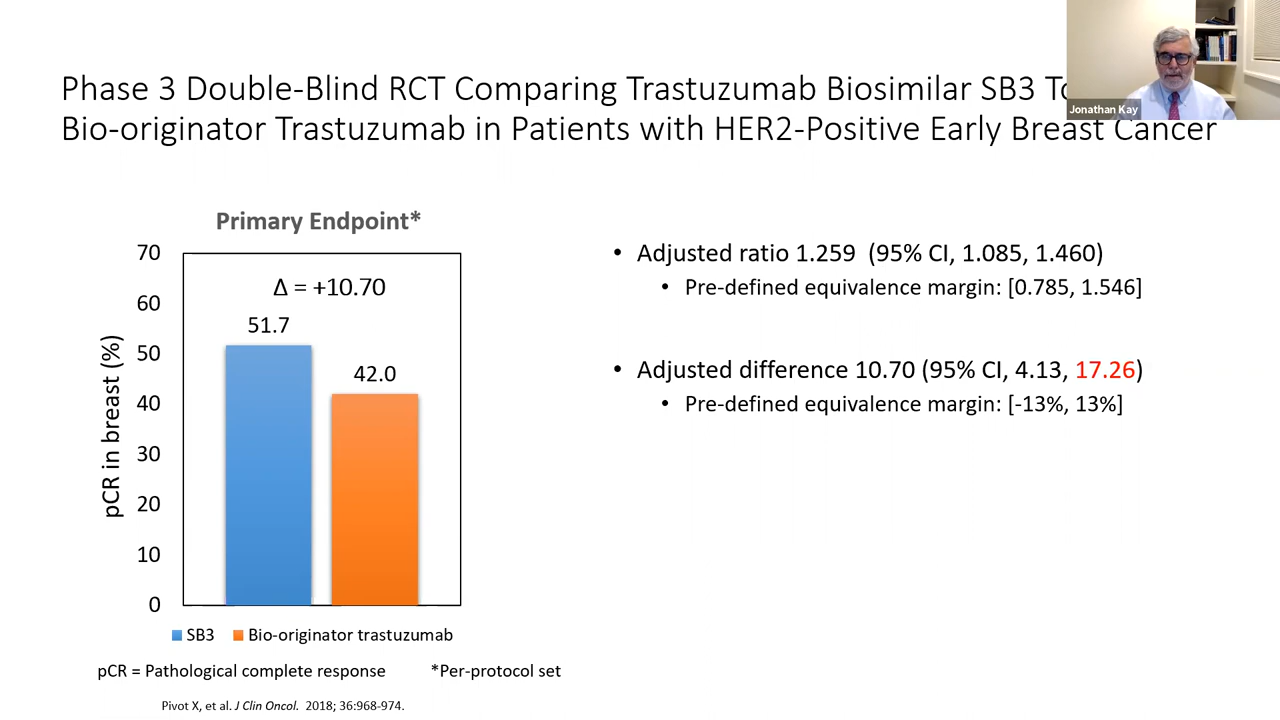 Phase 3 Double-Blind RCT Comparing Trastuzumab Biosimilar SB3 To
Bio-originator Trastuzumab in Patients with HER2-Positive Early Breast Cancer
Jonathan Kay
Primary Endpoint*
70
60
50
40
30
20
10
0
pCR in breast (%)
Δ = +10.70
51.7
42.0
SB3
Bio-originator trastuzumab
pCR = Pathological complete response
*Per-protocol set
Pivot X, et al. J Clin Oncol. 2018; 36:968-974.
• Adjusted ratio 1.259 (95% CI, 1.085, 1.460)
• Pre-defined equivalence margin: [0.785, 1.546]
• Adjusted difference 10.70 (95% CI, 4.13, 17.26)
• Pre-defined equivalence margin: [-13%, 13%]